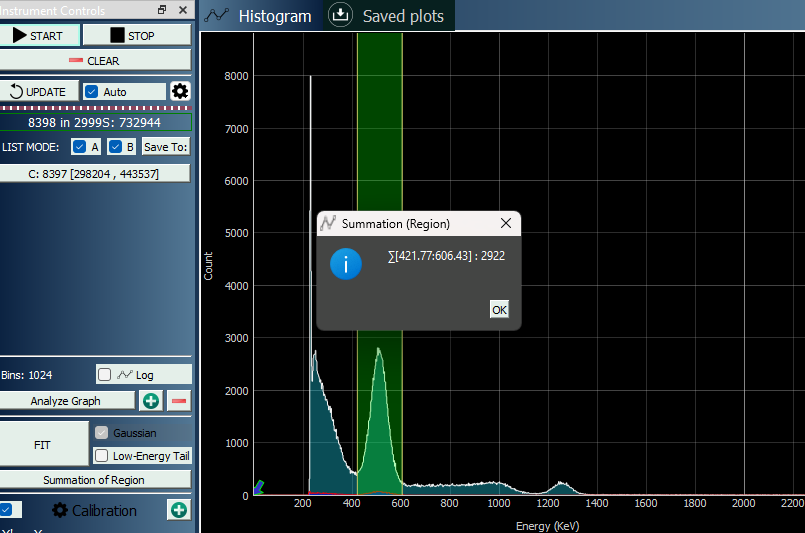 Instrument Controls
Histogram
Saved plots
START
STOP
CLEAR
UPDATE
Auto
8398 in 2999S: 732944
LIST MODE:
A
B
Save To:
C: 8397 [298204 , 443537]
Bins: 1024
Log
Analyze Graph
FIT
Gaussian
Low-Energy Tail
Summation of Region
Calibration
8000
7000
6000
5000
4000
3000
2000
1000
0
Count
Summation (Region)
∑[421.77:606.43] : 2922
OK
200
400
600
800
1000
1200
1400
1600
1800
2000
2200
Energy (KeV)